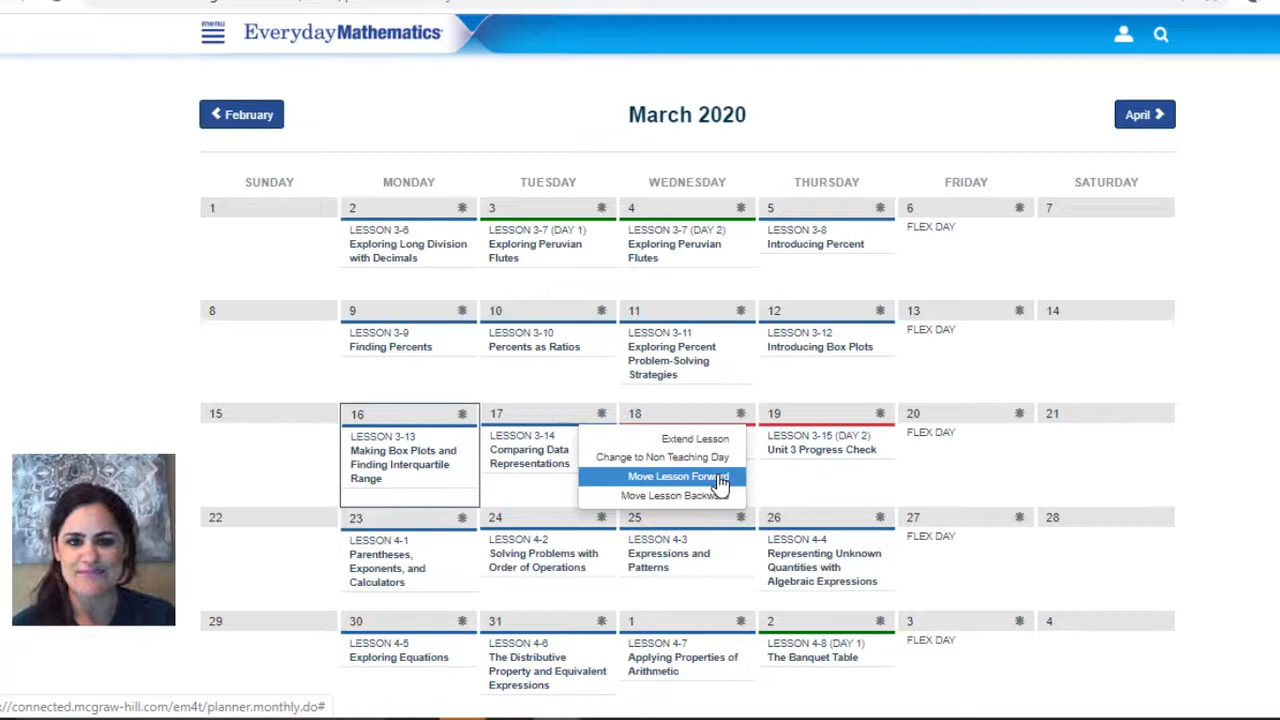 menu
EverydayMathematics
February
March 2020
April
SUNDAY MONDAY TUESDAY WEDNESDAY THURSDAY FRIDAY SATURDAY
1 2 3 4 5 6 7
LESSON 3-6
Exploring Long Division
with Decimals
LESSON 3-7 (DAY 1)
Exploring Peruvian
Flutes
LESSON 3-7 (DAY 2)
Exploring Peruvian
Flutes
LESSON 3-8
Introducing Percent
FLEX DAY
8 9 10 11 12 13 14
LESSON 3-9
Finding Percents
LESSON 3-10
Percents as Ratios
LESSON 3-11
Exploring Percent
Problem-Solving
Strategies
LESSON 3-12
Introducing Box Plots
FLEX DAY
15 16 17 18 19 20 21
LESSON 3-13
Making Box Plots and
Finding Interquartile
Range
LESSON 3-14
Comparing Data
Representations
Extend Lesson
Change to Non Teaching Day
Move Lesson Forward
Move Lesson Backward
LESSON 3-15 (DAY 2)
Unit 3 Progress Check
FLEX DAY
22 23 24 25 26 27 28
LESSON 4-1
Parentheses,
Exponents, and
Calculators
LESSON 4-2
Solving Problems with
Order of Operations
LESSON 4-3
Expressions and
Patterns
LESSON 4-4
Representing Unknown
Quantities with
Algebraic Expressions
FLEX DAY
29 30 31 1 2 3 4
LESSON 4-5
Exploring Equations
LESSON 4-6
The Distributive
Property and Equivalent
Expressions
LESSON 4-7
Applying Properties of
Arithmetic
LESSON 4-8 (DAY 1)
The Banquet Table
FLEX DAY
://connected.mcgraw-hill.com/em4t/planner.monthly.do#